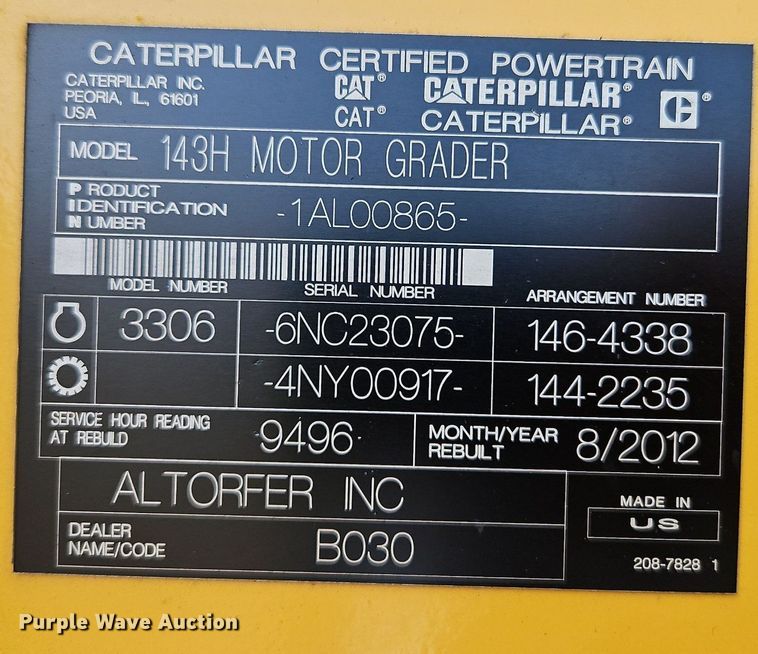 CATERPILLAR CERTIFIED POWERTRAIN
CATERPILLAR INC.
PEORIA, IL, 61601
USA
CAT® CATERPILLAR® C®
CAT® CATERPILLAR®
MODEL 143H MOTOR GRADER
PRODUCT
IDENTIFICATION
NUMBER
-1AL00865-
MODEL NUMBER SERIAL NUMBER ARRANGEMENT NUMBER
3306 -6NC23075- 146-4338
-4NY00917- 144-2235
SERVICE HOUR READING
AT REBUILD
-9496-
MONTH/YEAR
REBUILT
8/2012
ALTORFER INC
DEALER
NAME/CODE
B030
MADE IN
US
208-7828 1
Purple Wave Auction